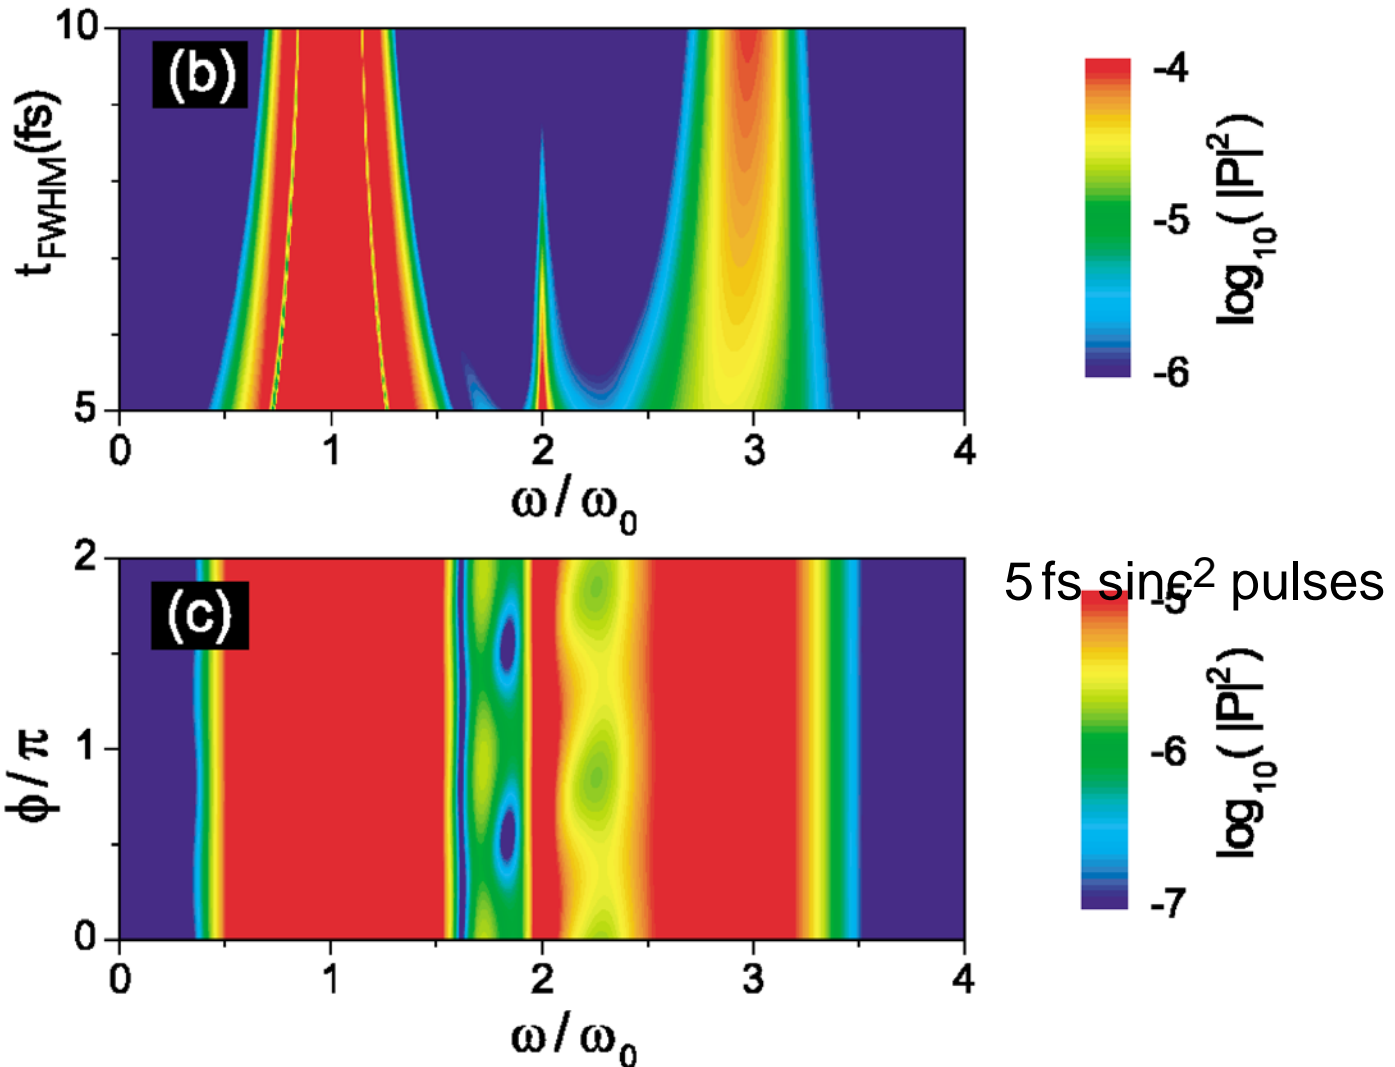 10
(b)
t_FWHM(fs)
5
0 1 2 3 4
ω / ω_0
-4
-5
-6
log_10( |P|^2 )
2
(c)
1
ϕ / π
0
0 1 2 3 4
ω / ω_0
5 fs sinc^2 pulses
-5
-6
-7
log_10( |P|^2 )